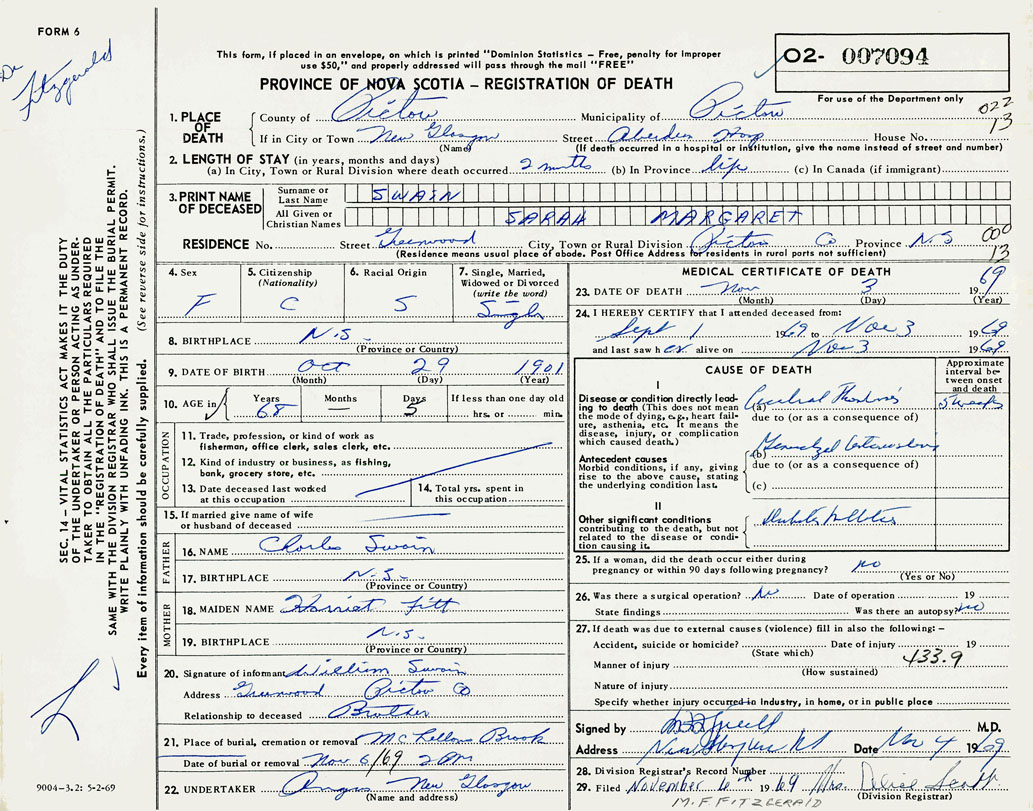 FORM 6
Dr Fitzgerald
This form, if placed in an envelope, on which is printed "Dominion Statistics – Free, penalty for improper
use $50," and properly addressed will pass through the mail "FREE"
O2- 007094
PROVINCE OF NOVA SCOTIA – REGISTRATION OF DEATH
For use of the Department only
022
13
1. PLACE OF DEATH
County of Pictou Municipality of Pictou
If in City or Town New Glasgow Street Aberdeen Hosp House No.
(Name) (If death occurred in a hospital or institution, give the name instead of street and number)
2. LENGTH OF STAY (in years, months and days)
(a) In City, Town or Rural Division where death occurred 2 months (b) In Province life (c) In Canada (if immigrant)
3. PRINT NAME OF DECEASED
Surname or Last Name SWAIN
All Given or Christian Names SARAH MARGARET
RESIDENCE No. Street Greenwood City, Town or Rural Division Pictou Co Province N.S
(Residence means usual place of abode. Post Office Address for residents in rural parts not sufficient)
000
13
4. Sex F
5. Citizenship (Nationality) C
6. Racial Origin S
7. Single, Married, Widowed or Divorced (write the word) Single
8. BIRTHPLACE N.S.
(Province or Country)
9. DATE OF BIRTH Oct 29 1901
(Month) (Day) (Year)
10. AGE in Years 68 Months — Days 5 If less than one day old hrs. or min.
OCCUPATION
11. Trade, profession, or kind of work as
fisherman, office clerk, sales clerk, etc.
12. Kind of industry or business, as fishing,
bank, grocery store, etc.
13. Date deceased last worked
at this occupation
14. Total yrs. spent in
this occupation
15. If married give name of wife
or husband of deceased
FATHER
16. NAME Charles Swain
17. BIRTHPLACE N.S.
(Province or Country)
MOTHER
18. MAIDEN NAME Harriet Fitt
19. BIRTHPLACE N.S.
(Province or Country)
20. Signature of informant William Swain
Address Greenwood Pictou Co
Relationship to deceased Brother
21. Place of burial, cremation or removal McLellans Brook
Date of burial or removal Nov 6/69 2 PM
22. UNDERTAKER Angus New Glasgow
(Name and address)
MEDICAL CERTIFICATE OF DEATH
23. DATE OF DEATH Nov 3 1969
(Month) (Day) (Year)
24. I HEREBY CERTIFY that I attended deceased from:
Sept 1 1969 to Nov 3 1969
and last saw her alive on Nov 3 1969
CAUSE OF DEATH
Approximate interval between onset and death
I
Disease or condition directly leading to death (This does not mean
the mode of dying, e.g., heart failure, asthenia, etc. It means the
disease, injury, or complication
which caused death.)
(a) Cerebral Thrombosis 5 weeks
due to (or as a consequence of)
Antecedent causes
Morbid conditions, if any, giving
rise to the above cause, stating
the underlying condition last.
(b) Generalized
due to (or as a consequence of)
(c)
II
Other significant conditions
contributing to the death, but not
related to the disease or condition causing it.
Diabetes Mellitus
25. If a woman, did the death occur either during
pregnancy or within 90 days following pregnancy? no
(Yes or No)
26. Was there a surgical operation? No Date of operation 19
State findings Was there an autopsy? no
27. If death was due to external causes (violence) fill in also the following: –
Accident, suicide or homicide? Date of injury 19
(State which)
433.9
Manner of injury
(How sustained)
Nature of injury
Specify whether injury occurred in Industry, in home, or in public place
Signed by M.D.
Address New Glasgow NS Date Nov 4 1969
28. Division Registrar's Record Number
29. Filed November 6th 1969 Mrs.
(Division Registrar)
M.F. FITZGERALD
SEC. 14 – VITAL STATISTICS ACT MAKES IT THE DUTY
OF THE UNDERTAKER OR PERSON ACTING AS UNDER-
TAKER TO OBTAIN ALL THE PARTICULARS REQUIRED
IN THE "REGISTRATION OF DEATH" AND TO FILE THE
SAME WITH THE DIVISION REGISTRAR WHO SHALL ISSUE THE BURIAL PERMIT.
WRITE PLAINLY WITH UNFADING INK. THIS IS A PERMANENT RECORD.
Every item of information should be carefully supplied. (See reverse side for instructions.)
9004–3.2: 5-2-69